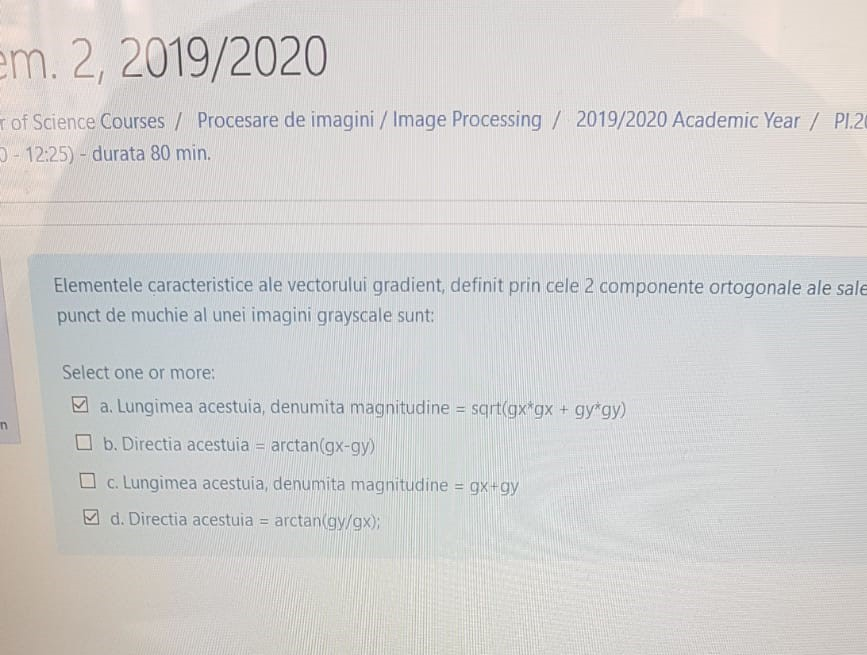 em. 2, 2019/2020
r of Science Courses / Procesare de imagini / Image Processing / 2019/2020 Academic Year / PI.2
0 - 12:25) - durata 80 min.
Elementele caracteristice ale vectorului gradient, definit prin cele 2 componente ortogonale ale sale
punct de muchie al unei imagini grayscale sunt:
Select one or more:
a. Lungimea acestuia, denumita magnitudine = sqrt(gx*gx + gy*gy)
b. Directia acestuia = arctan(gx-gy)
n
c. Lungimea acestuia, denumita magnitudine = gx+gy
d. Directia acestuia = arctan(gy/gx);